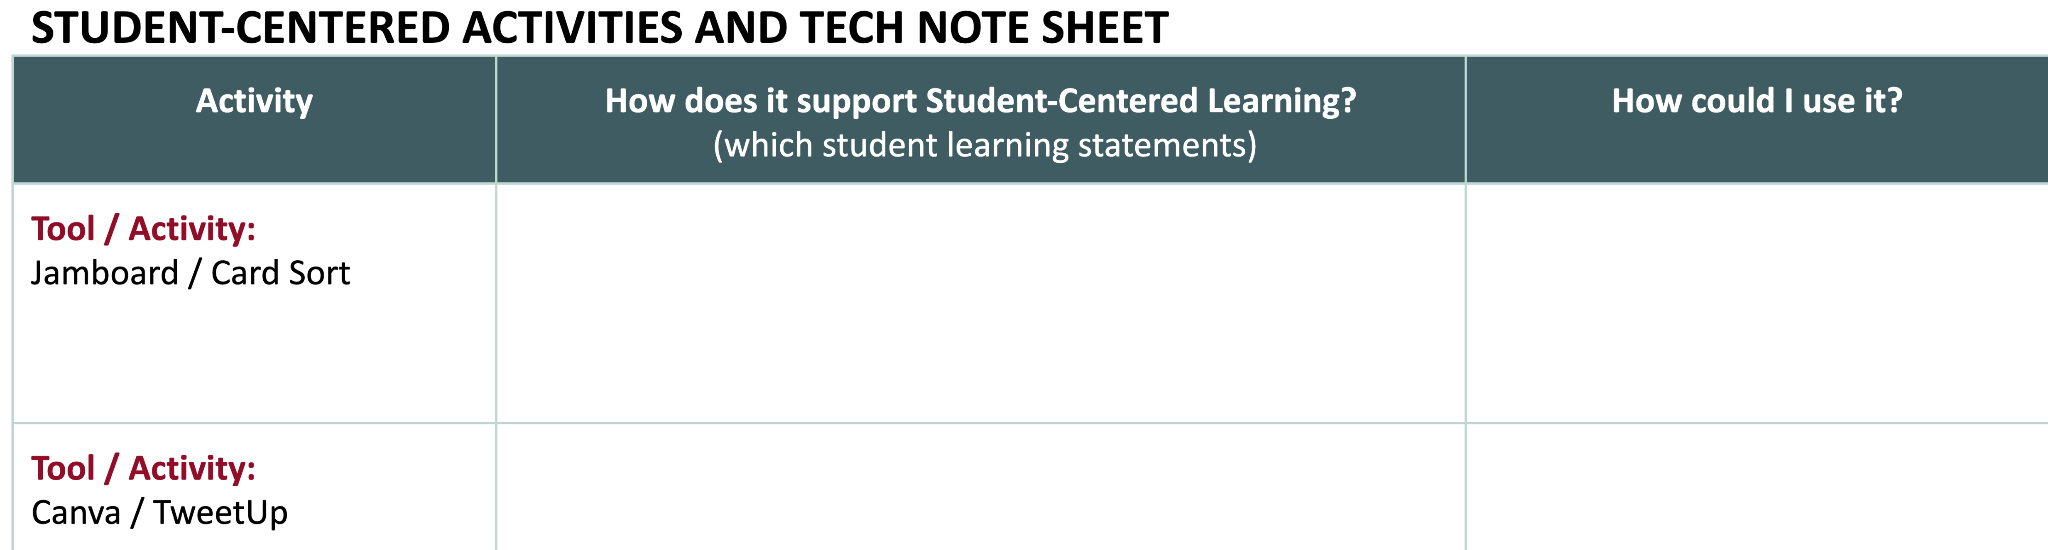 STUDENT-CENTERED ACTIVITIES AND TECH NOTE SHEET
Activity
How does it support Student-Centered Learning?
(which student learning statements)
How could I use it?
Tool / Activity:
Jamboard / Card Sort
Tool / Activity:
Canva / TweetUp